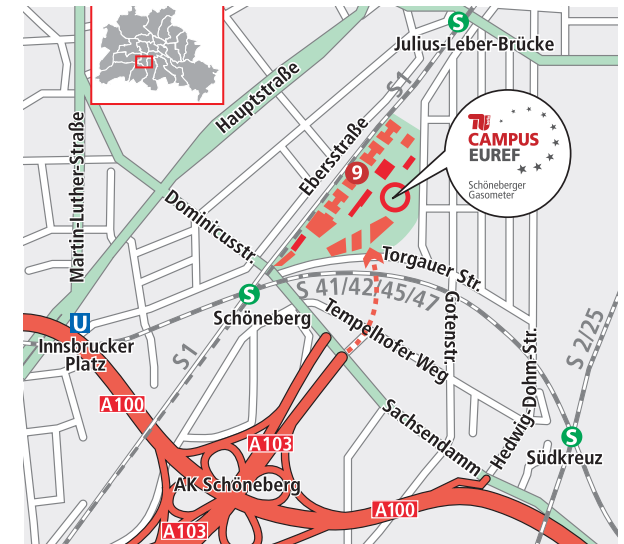 S
Julius-Leber-Brücke
S1
Hauptstraße
Martin-Luther-Straße
Ebersstraße
9
TU
CAMPUS
EUREF
Schöneberger
Gasometer
Dominicusstr.
Torgauer Str.
S 41/42/45/47
S
Schöneberg
U
Innsbrucker
Platz
S1
Tempelhofer Weg
Gotenstr.
Hedwig-Dohm-Str.
S 2/25
S
Südkreuz
A100
A103
Sachsendamm
AK Schöneberg
A100
A103